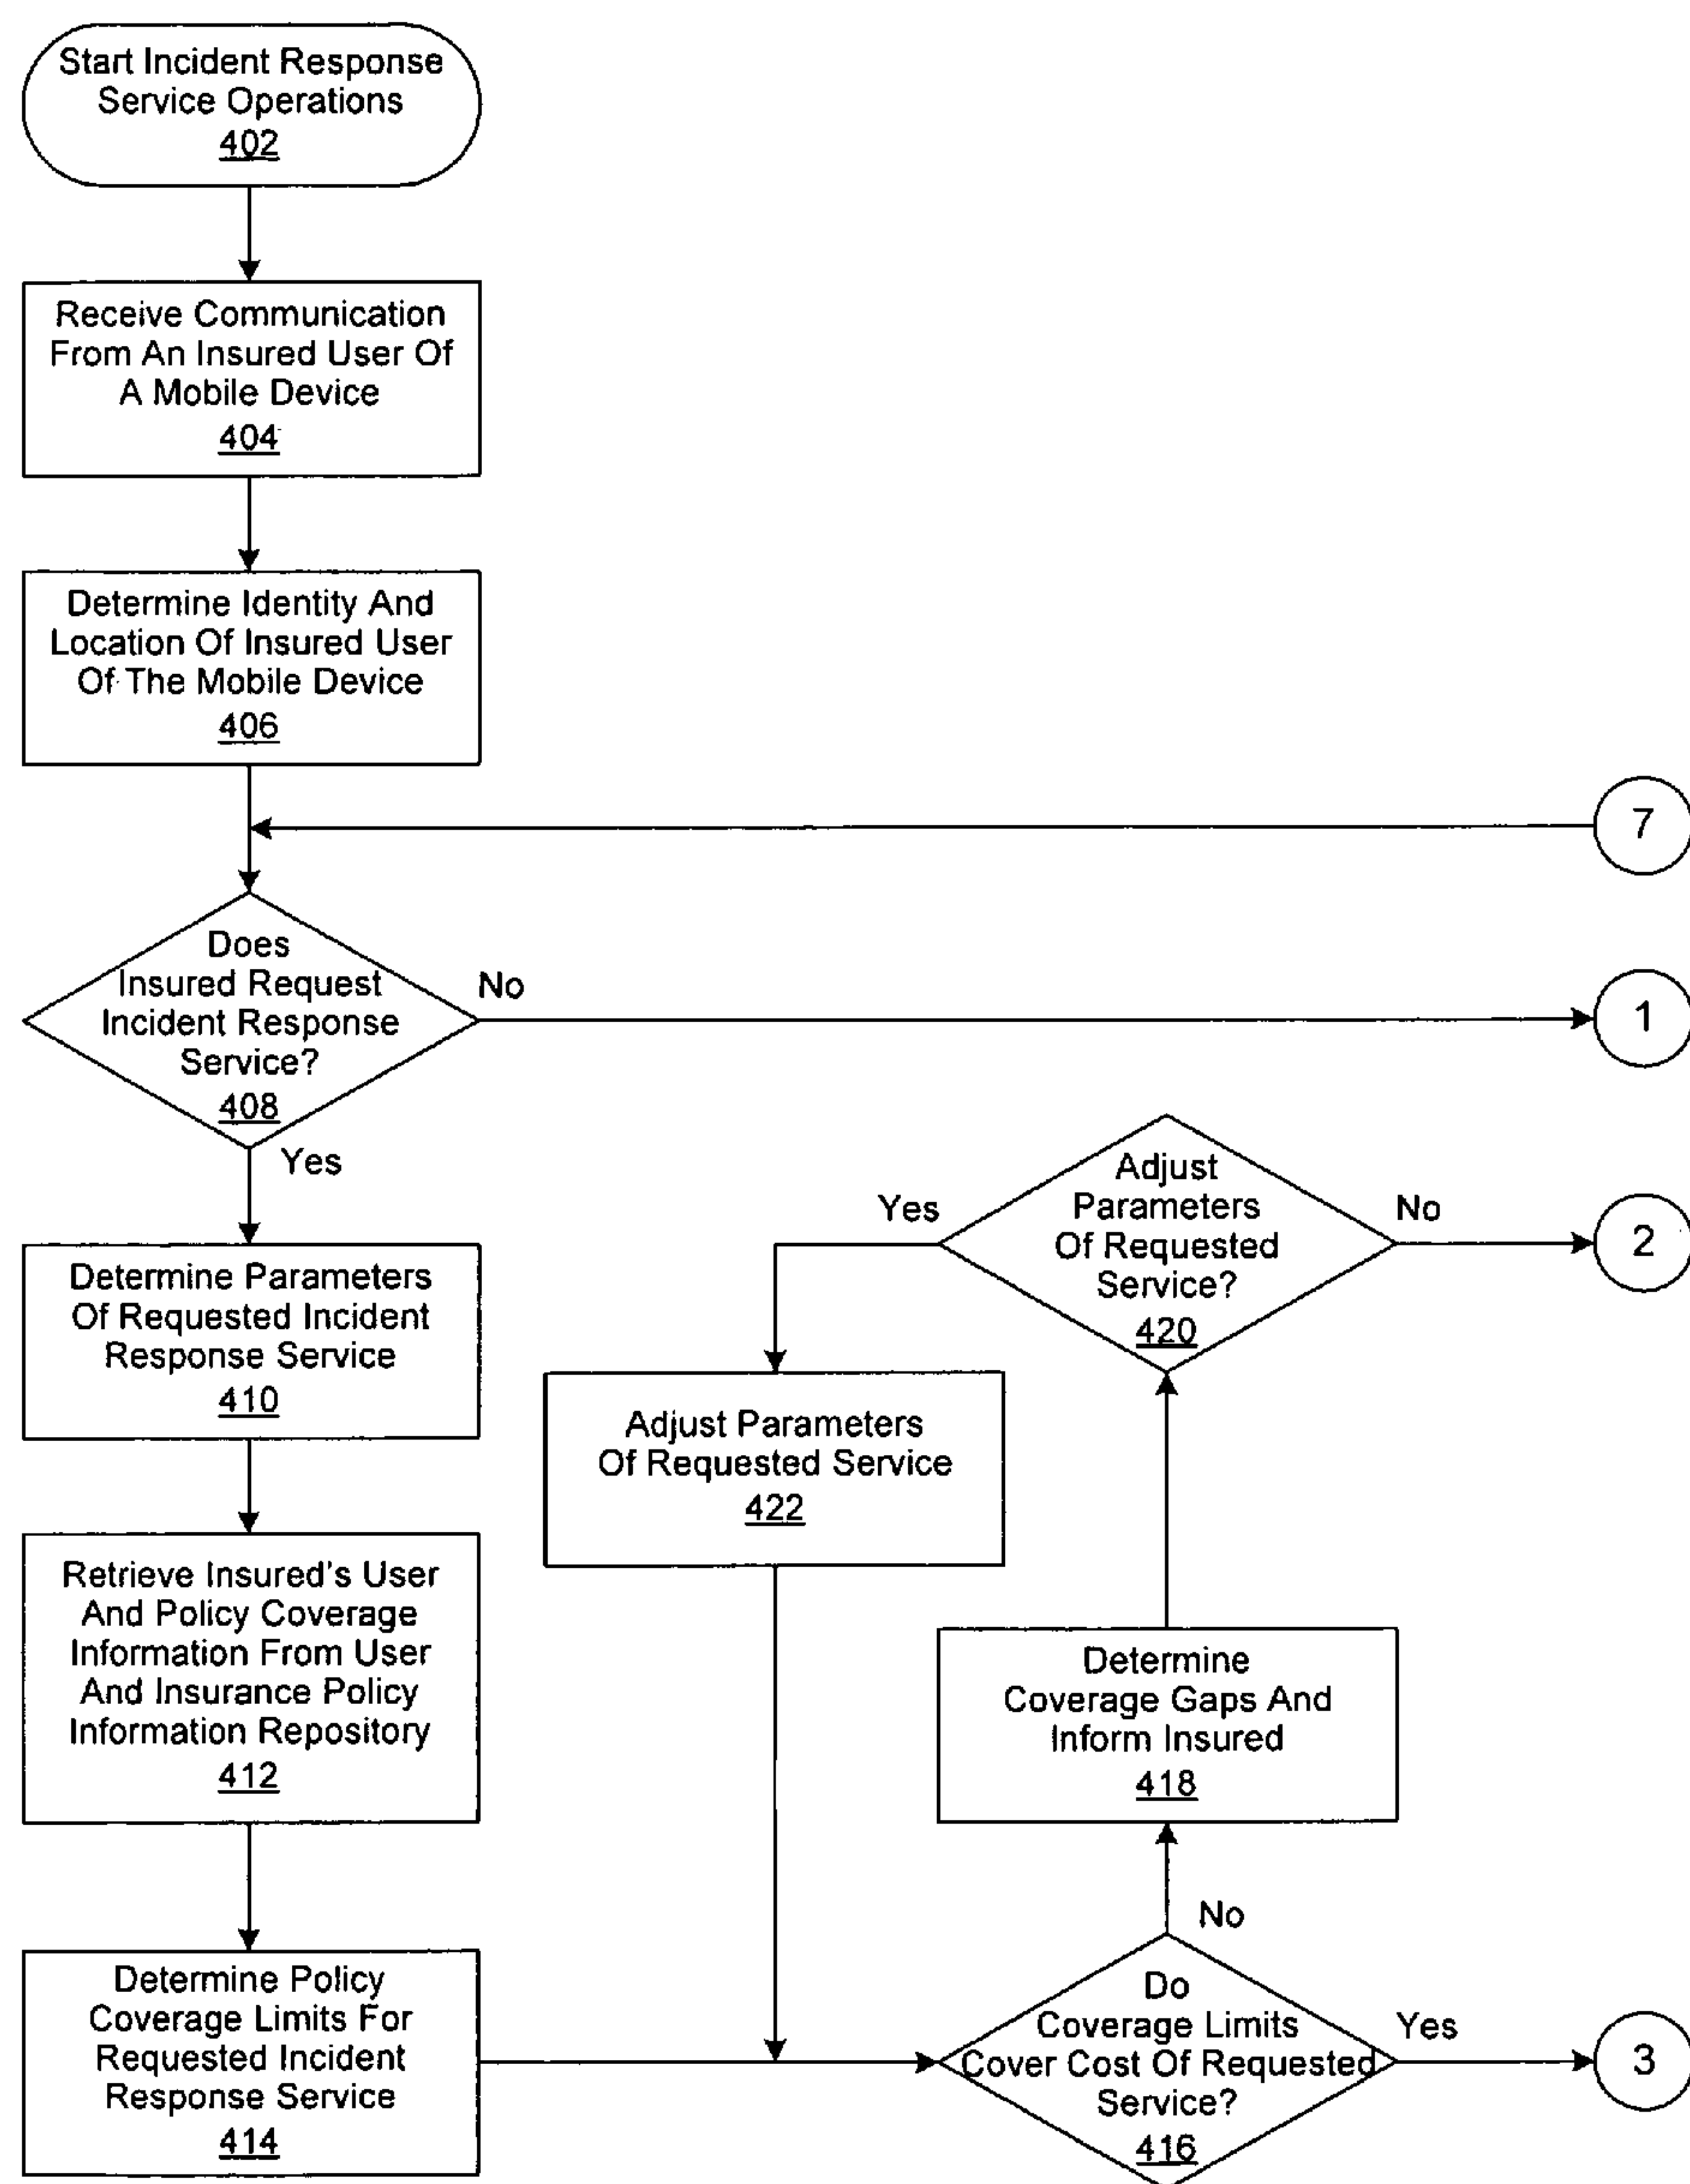 Start Incident Response
Service Operations
402
Receive Communication
From An Insured User Of
A Mobile Device
404
Determine Identity And
Location Of Insured User
Of The Mobile Device
406
7
Does
Insured Request
Incident Response
Service?
408
No
1
Yes
Determine Parameters
Of Requested Incident
Response Service
410
Retrieve Insured's User
And Policy Coverage
Information From User
And Insurance Policy
Information Repository
412
Determine Policy
Coverage Limits For
Requested Incident
Response Service
414
Do
Coverage Limits
Cover Cost Of Requested
Service?
416
Yes
3
No
Determine
Coverage Gaps And
Inform Insured
418
Adjust
Parameters
Of Requested
Service?
420
No
2
Yes
Adjust Parameters
Of Requested Service
422